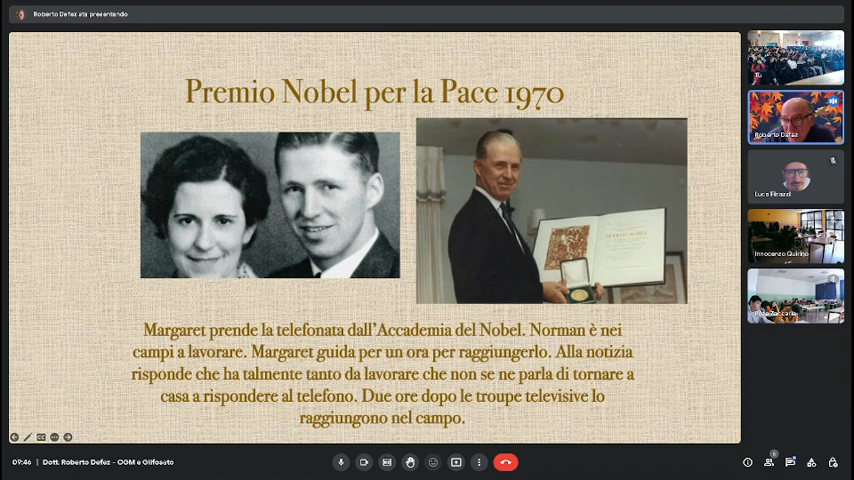 Roberto Defez sta presentando
Premio Nobel per la Pace 1970
Margaret prende la telefonata dall'Accademia del Nobel. Norman è nei
campi a lavorare. Margaret guida per un ora per raggiungerlo. Alla notizia
risponde che ha talmente tanto da lavorare che non se ne parla di tornare a
casa a rispondere al telefono. Due ore dopo le troupe televisive lo
raggiungono nel campo.
Tu
Roberto Defez
Innocenzo Quirino
09:46 | Dott. Roberto Defez - OGM e Glifosato
6